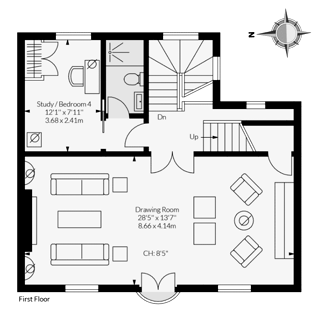 N
Study / Bedroom 4
12'1" x 7'11"
3.68 x 2.41m
Dn
Up
Drawing Room
28'5" x 13'7"
8.66 x 4.14m
CH: 8'5"
First Floor